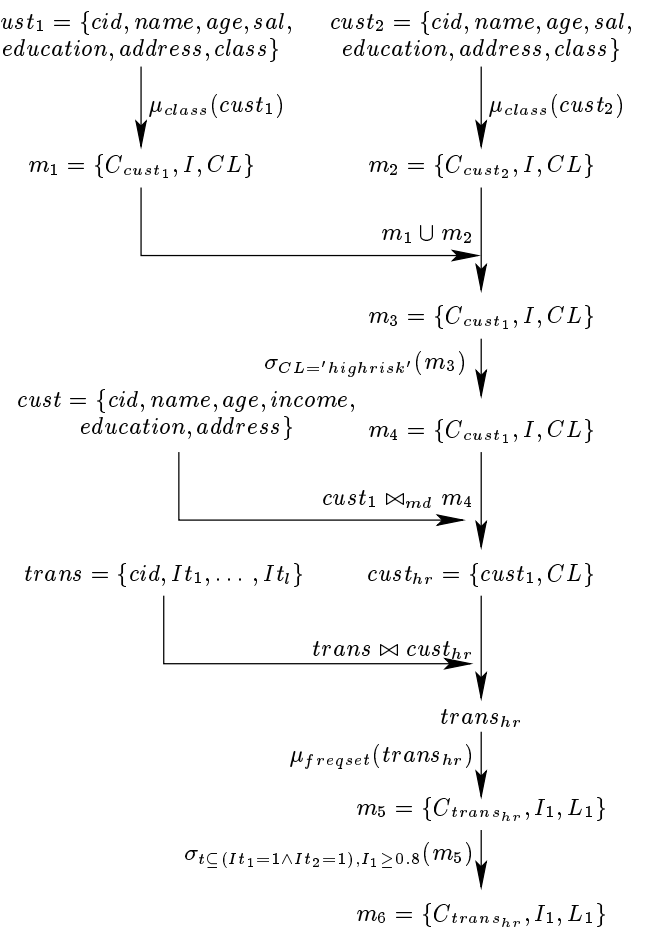 ust₁ = {cid, name, age, sal,
education, address, class}
cust₂ = {cid, name, age, sal,
education, address, class}
μ_class(cust₁)
μ_class(cust₂)
m₁ = {C_cust₁, I, CL}
m₂ = {C_cust₂, I, CL}
m₁ ∪ m₂
m₃ = {C_cust₁, I, CL}
σ_CL='highrisk'(m₃)
cust = {cid, name, age, income,
education, address}
m₄ = {C_cust₁, I, CL}
cust₁ ⋈_md m₄
trans = {cid, It₁, ... , It_l}
cust_hr = {cust₁, CL}
trans ⋈ cust_hr
trans_hr
μ_freqset(trans_hr)
m₅ = {C_trans_hr, I₁, L₁}
σ_t⊆(It₁=1∧It₂=1),I₁≥0.8(m₅)
m₆ = {C_trans_hr, I₁, L₁}